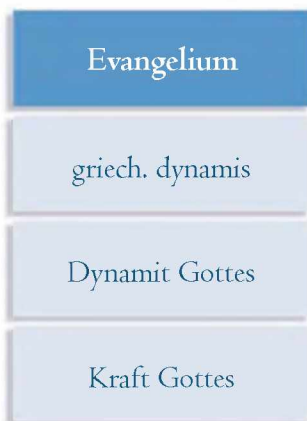 Evangelium
griech. dynamis
Dynamit Gottes
Kraft Gottes